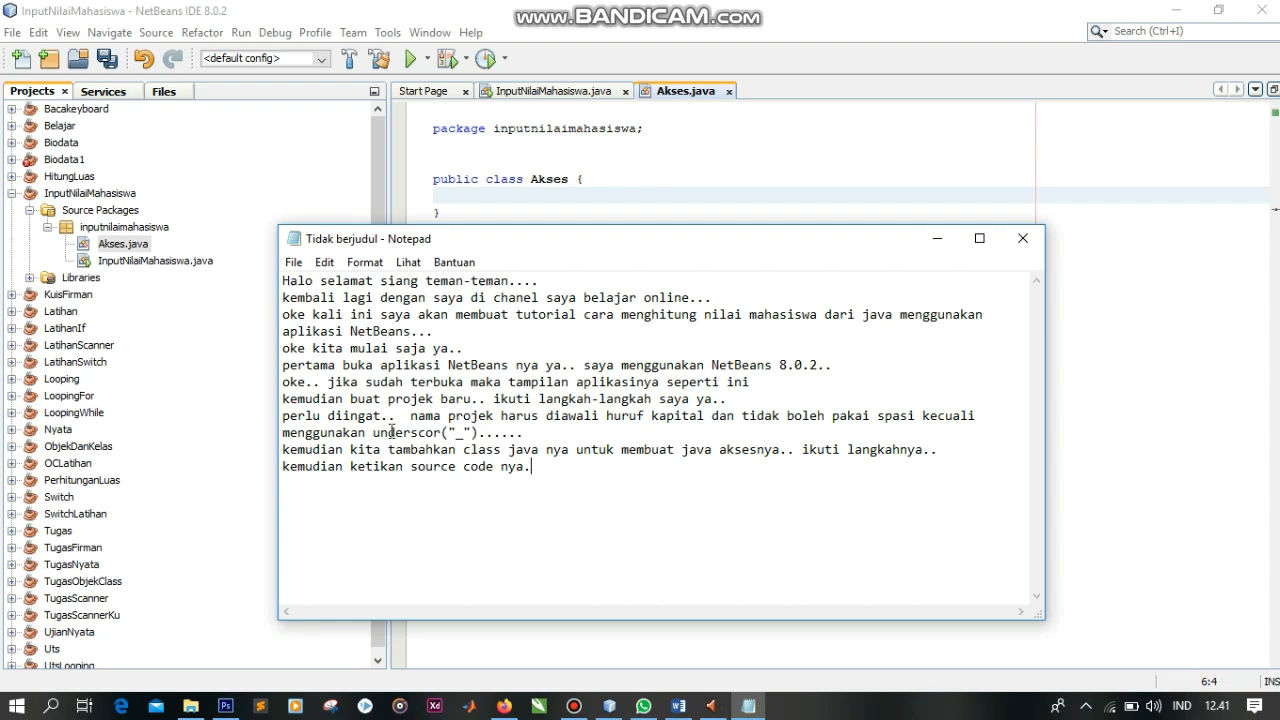 InputNilaiMahasiswa - NetBeans IDE 8.0.2
www.BANDICAM.com
File Edit View Navigate Source Refactor Run Debug Profile Team Tools Window Help
Search (Ctrl+I)
<default config>
Projects Services Files
Start Page InputNilaiMahasiswa.java Akses.java
Bacakeyboard
Belajar
Biodata
Biodata1
HitungLuas
InputNilaiMahasiswa
Source Packages
inputnilaimahasiswa
Akses.java
InputNilaiMahasiswa.java
Libraries
KuisFirman
Latihan
LatihanIf
LatihanScanner
LatihanSwitch
Looping
LoopingFor
LoopingWhile
Nyata
ObjekDanKelas
OCLatihan
PerhitunganLuas
Switch
SwitchLatihan
Tugas
TugasFirman
TugasNyata
TugasObjekClass
TugasScanner
TugasScannerKu
UjianNyata
Uts
UtsLooping
package inputnilaimahasiswa;
public class Akses {
}
Tidak berjudul - Notepad
File Edit Format Lihat Bantuan
Halo selamat siang teman-teman....
kembali lagi dengan saya di chanel saya belajar online...
oke kali ini saya akan membuat tutorial cara menghitung nilai mahasiswa dari java menggunakan
aplikasi NetBeans...
oke kita mulai saja ya..
pertama buka aplikasi NetBeans nya ya.. saya menggunakan NetBeans 8.0.2..
oke.. jika sudah terbuka maka tampilan aplikasinya seperti ini
kemudian buat projek baru.. ikuti langkah-langkah saya ya..
perlu diingat..  nama projek harus diawali huruf kapital dan tidak boleh pakai spasi kecuali
menggunakan underscor("_")......
kemudian kita tambahkan class java nya untuk membuat java aksesnya.. ikuti langkahnya..
kemudian ketikan source code nya.
6:4 INS
IND 12.41